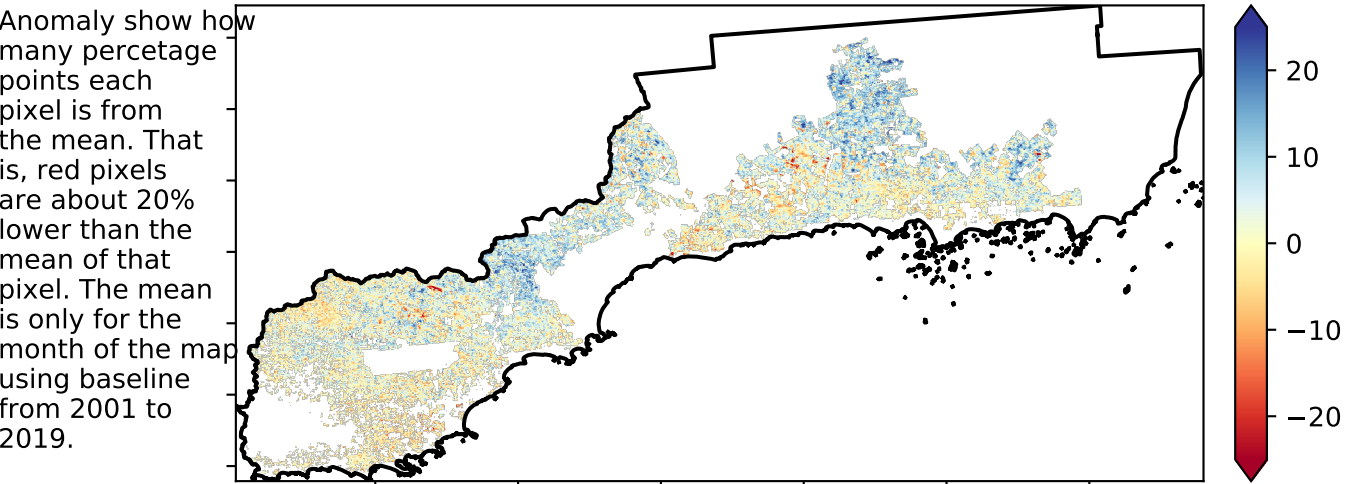 Anomaly show how
many percetage
points each
pixel is from
the mean. That
is, red pixels
are about 20%
lower than the
mean of that
pixel. The mean
is only for the
month of the map
using baseline
from 2001 to
2019.
20
10
0
−10
−20